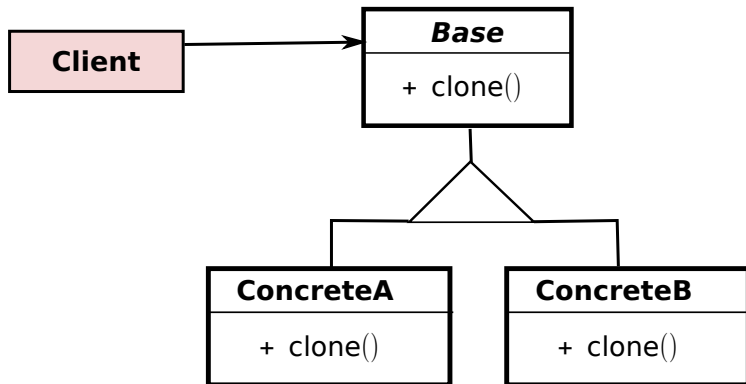 Client
Base
+ clone()
ConcreteA
+ clone()
ConcreteB
+ clone()